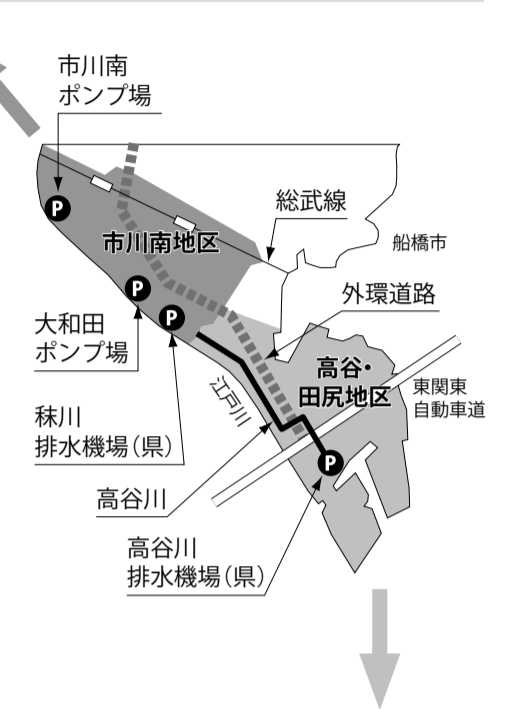 市川南
ポンプ場
P
総武線
市川南地区
船橋市
P
外環道路
P
大和田
ポンプ場
高谷・
田尻地区
東関東
自動車道
江戸川
秣川
排水機場（県）
P
高谷川
高谷川
排水機場（県）